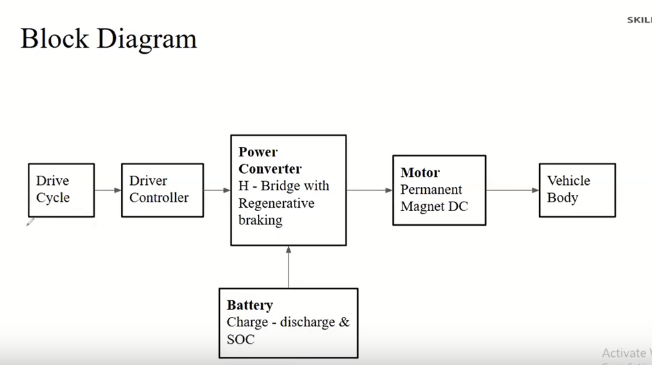 SKIL
Block Diagram
Drive
Cycle
Driver
Controller
Power
Converter
H - Bridge with
Regenerative
braking
Motor
Permanent
Magnet DC
Vehicle
Body
Battery
Charge - discharge &
SOC
Activate